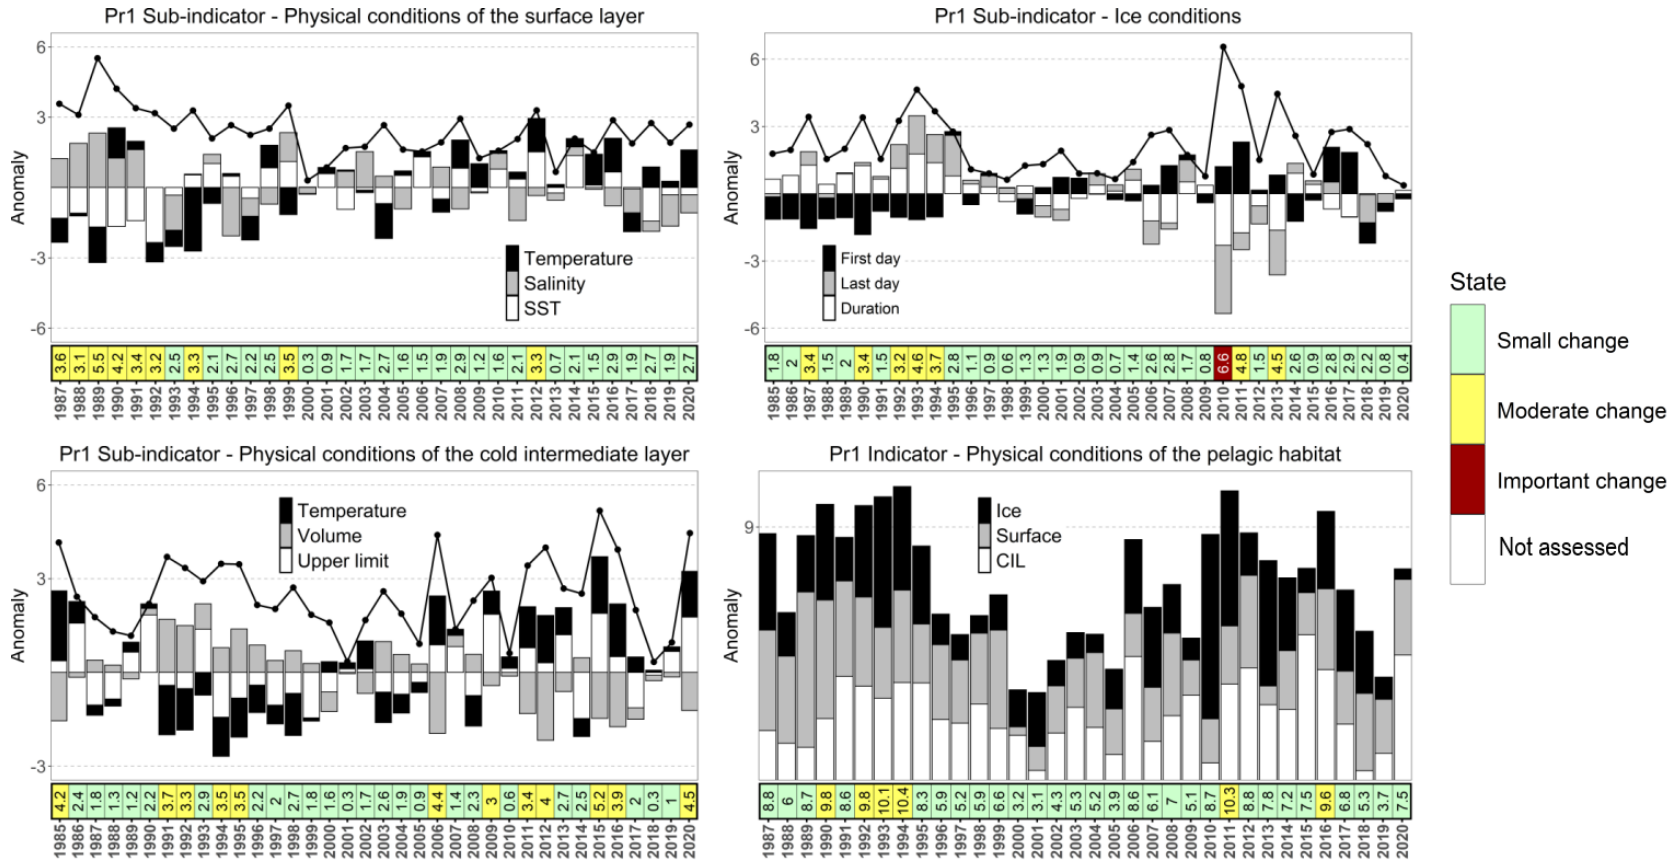 Pr1 Sub-indicator - Physical conditions of the surface layer
Anomaly
6
3
-3
-6
Temperature
Salinity
SST
3.6 3.1 5.5 4.2 3.4 3.2 2.5 3.3 2.1 2.7 2.2 2.5 3.5 0.3 0.9 1.7 1.7 2.7 1.6 1.5 1.9 2.9 1.2 1.6 2.1 3.3 0.7 2.1 1.5 2.9 1.9 2.7 1.9 2.7
1987 1988 1989 1990 1991 1992 1993 1994 1995 1996 1997 1998 1999 2000 2001 2002 2003 2004 2005 2006 2007 2008 2009 2010 2011 2012 2013 2014 2015 2016 2017 2018 2019 2020
Pr1 Sub-indicator - Ice conditions
Anomaly
6
3
-3
-6
First day
Last day
Duration
1.8 2 3.4 1.5 2 3.4 1.5 3.2 4.6 3.7 2.8 1.1 0.9 0.6 1.3 1.3 1.9 0.9 0.9 0.7 1.4 2.6 2.8 1.7 0.8 6.6 4.8 1.5 4.5 2.6 0.9 2.8 2.9 2.2 0.8 0.4
1985 1986 1987 1988 1989 1990 1991 1992 1993 1994 1995 1996 1997 1998 1999 2000 2001 2002 2003 2004 2005 2006 2007 2008 2009 2010 2011 2012 2013 2014 2015 2016 2017 2018 2019 2020
Pr1 Sub-indicator - Physical conditions of the cold intermediate layer
Anomaly
6
3
-3
Temperature
Volume
Upper limit
4.2 2.4 1.8 1.3 1.2 2.2 3.7 3.3 2.9 3.5 3.5 2.2 2 2.7 1.8 1.6 0.3 1.7 2.6 1.9 0.9 4.4 1.4 2.3 3 0.6 3.4 4 2.7 2.5 5.2 3.9 2 0.3 1 4.5
1985 1986 1987 1988 1989 1990 1991 1992 1993 1994 1995 1996 1997 1998 1999 2000 2001 2002 2003 2004 2005 2006 2007 2008 2009 2010 2011 2012 2013 2014 2015 2016 2017 2018 2019 2020
Pr1 Indicator - Physical conditions of the pelagic habitat
Anomaly
9
Ice
Surface
CIL
8.8 6 8.7 9.8 8.6 9.8 10.1 10.4 8.3 5.9 5.2 5.9 6.6 3.2 3.1 4.3 5.3 5.2 3.9 8.6 6.1 7 5.1 8.7 10.3 8.8 7.8 7.2 7.5 9.6 6.8 5.3 3.7 7.5
1987 1988 1989 1990 1991 1992 1993 1994 1995 1996 1997 1998 1999 2000 2001 2002 2003 2004 2005 2006 2007 2008 2009 2010 2011 2012 2013 2014 2015 2016 2017 2018 2019 2020
State
Small change
Moderate change
Important change
Not assessed